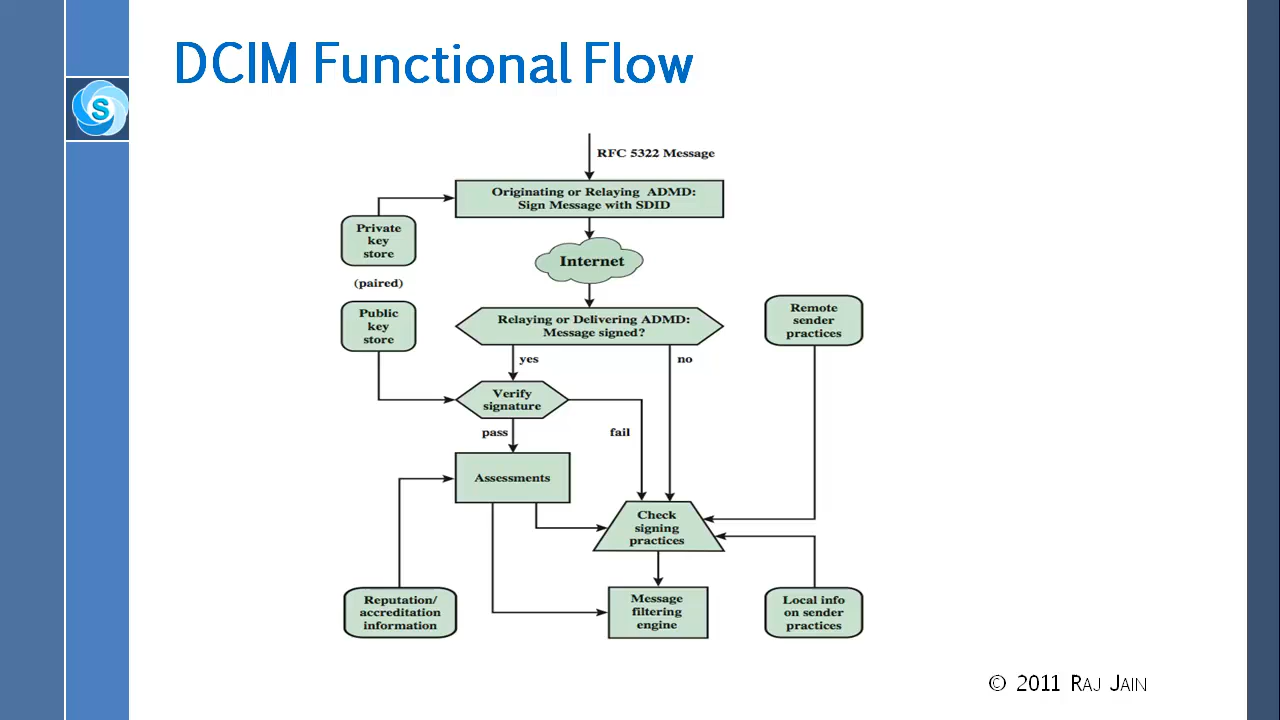 DCIM Functional Flow
S
RFC 5322 Message
Originating or Relaying ADMD:
Sign Message with SDID
Private
key
store
Internet
(paired)
Public
key
store
Relaying or Delivering ADMD:
Message signed?
Remote
sender
practices
yes
no
Verify
signature
pass
fail
Assessments
Check
signing
practices
Reputation/
accreditation
information
Message
filtering
engine
Local info
on sender
practices
© 2011 RAJ JAIN